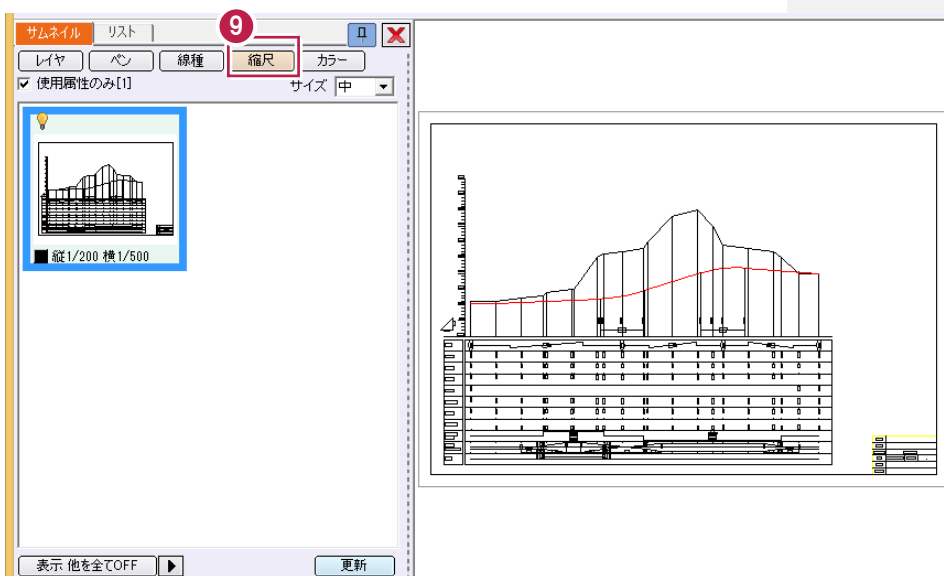 サムネイル リスト 9
レイヤ ペン 線種 縮尺 カラー
使用属性のみ[1] サイズ 中
縦1/200 横1/500
表示 他を全てOFF 更新